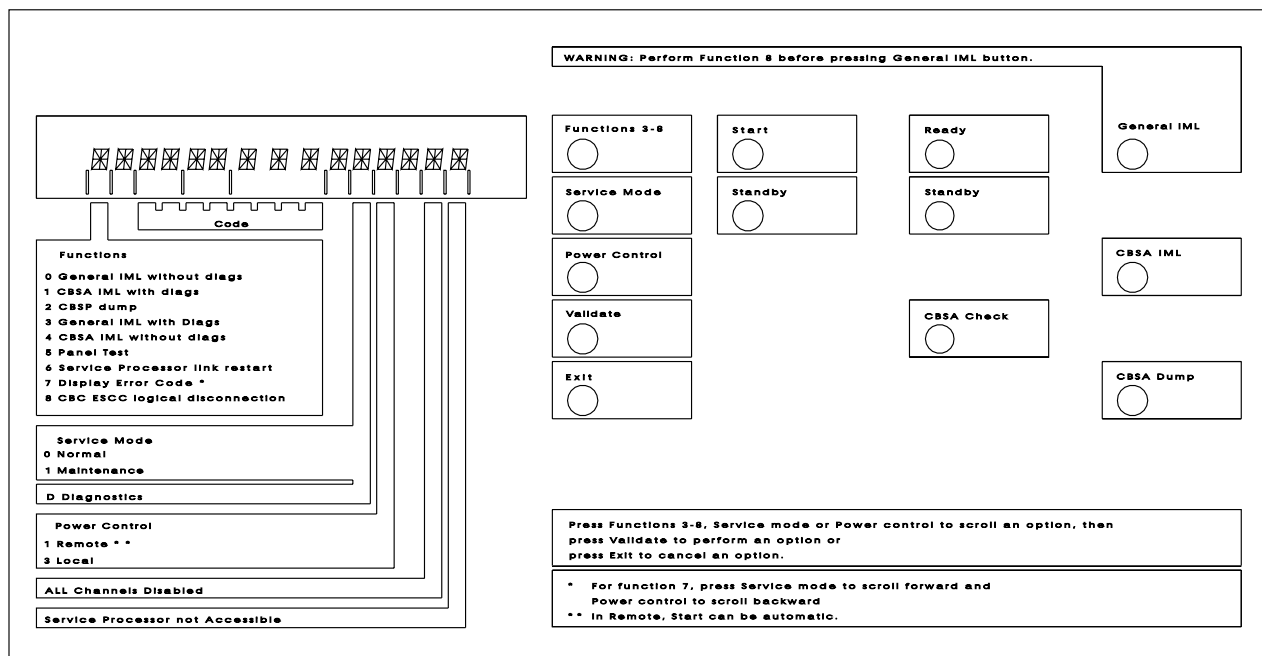 WARNING: Perform Function 8 before pressing General IML button.
Functions 3-8
Start
Ready
General IML
Service Mode
Standby
Standby
Code
Power Control
CBSA IML
Functions
0 General IML without diags
1 CBSA IML with diags
2 CBSP dump
3 General IML with Diags
4 CBSA IML without diags
5 Panel Test
6 Service Processor link restart
7 Display Error Code *
8 CBC ESCC logical disconnection
Validate
CBSA Check
Exit
CBSA Dump
Service Mode
0 Normal
1 Maintenance
D Diagnostics
Power Control
1 Remote * *
3 Local
ALL Channels Disabled
Service Processor not Accessible
Press Functions 3-8, Service mode or Power control to scroll an option, then
press Validate to perform an option or
press Exit to cancel an option.
* For function 7, press Service mode to scroll forward and
Power control to scroll backward
* * In Remote, Start can be automatic.